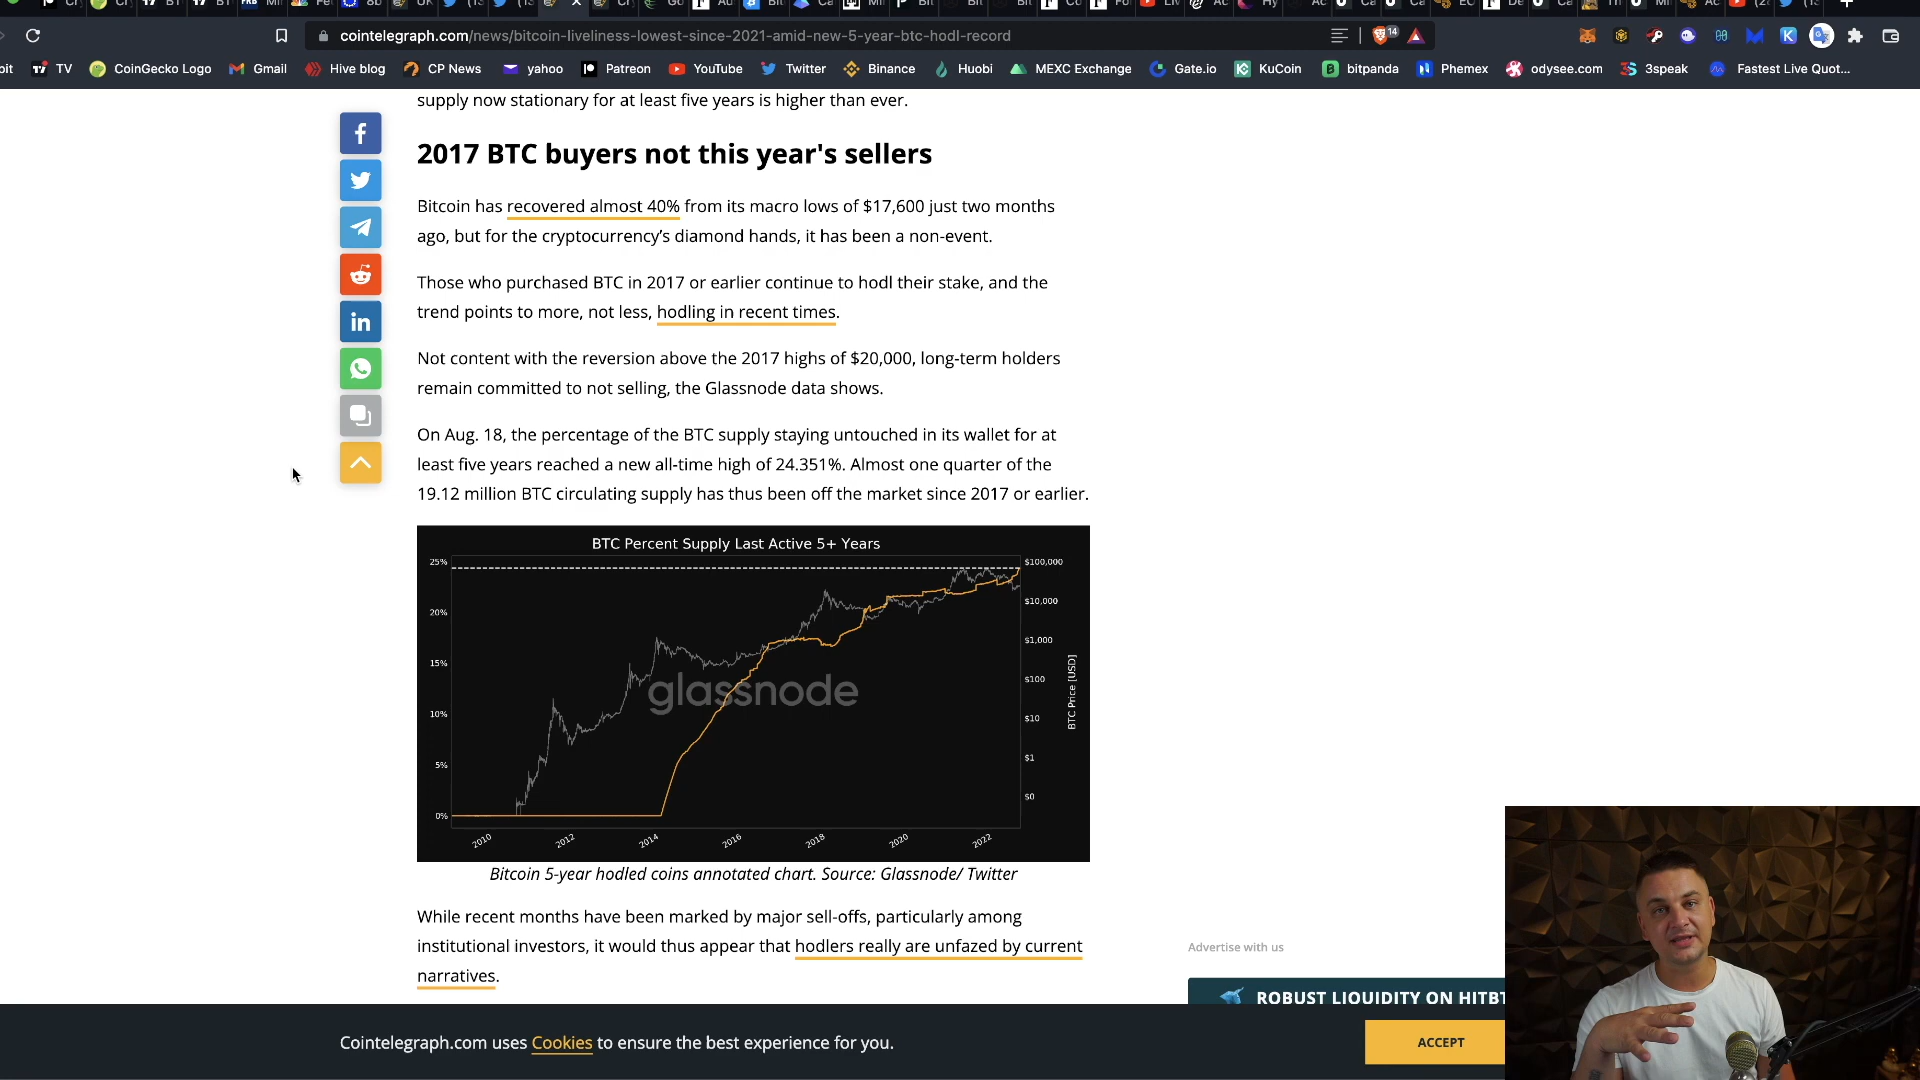 cointelegraph.com/news/bitcoin-liveliness-lowest-since-2021-amid-new-5-year-btc-hodl-record
14
TV CoinGecko Logo Gmail Hive blog CP News yahoo Patreon YouTube Twitter Binance Huobi MEXC Exchange Gate.io KuCoin bitpanda Phemex odysee.com 3speak Fastest Live Quot...
supply now stationary for at least five years is higher than ever.
2017 BTC buyers not this year's sellers
Bitcoin has recovered almost 40% from its macro lows of $17,600 just two months
ago, but for the cryptocurrency’s diamond hands, it has been a non-event.
Those who purchased BTC in 2017 or earlier continue to hodl their stake, and the
trend points to more, not less, hodling in recent times.
Not content with the reversion above the 2017 highs of $20,000, long-term holders
remain committed to not selling, the Glassnode data shows.
On Aug. 18, the percentage of the BTC supply staying untouched in its wallet for at
least five years reached a new all-time high of 24.351%. Almost one quarter of the
19.12 million BTC circulating supply has thus been off the market since 2017 or earlier.
BTC Percent Supply Last Active 5+ Years
25% $100,000
20% $10,000
$1,000
15% $100
glassnode
BTC Price [USD]
10% $10
5% $1
$0
0%
2010 2012 2014 2016 2018 2020 2022
Bitcoin 5-year hodled coins annotated chart. Source: Glassnode/ Twitter
While recent months have been marked by major sell-offs, particularly among
institutional investors, it would thus appear that hodlers really are unfazed by current
narratives.
Advertise with us
ROBUST LIQUIDITY ON HITBT
Cointelegraph.com uses Cookies to ensure the best experience for you.
ACCEPT